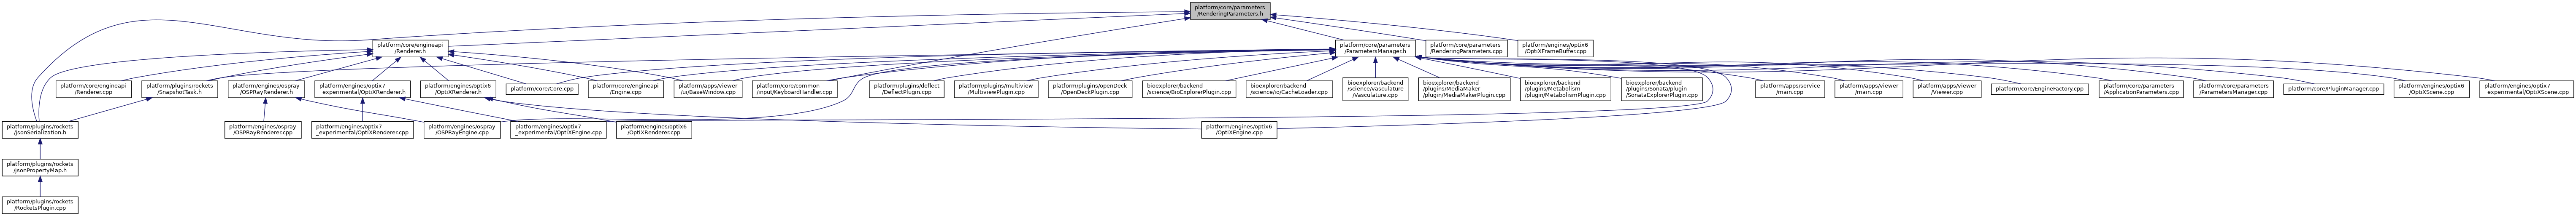 platform/core/parameters
/RenderingParameters.h
platform/core/engineapi
/Renderer.h
platform/core/parameters
/ParametersManager.h
platform/core/parameters
/RenderingParameters.cpp
platform/engines/optix6
/OptiXFrameBuffer.cpp
platform/core/engineapi
/Renderer.cpp
platform/plugins/rockets
/SnapshotTask.h
platform/engines/ospray
/OSPRayRenderer.h
platform/engines/optix7
_experimental/OptiXRenderer.h
platform/engines/optix6
/OptiXRenderer.h
platform/core/Core.cpp
platform/core/engineapi
/Engine.cpp
platform/apps/viewer
/ui/BaseWindow.cpp
platform/core/common
/input/KeyboardHandler.cpp
platform/plugins/deflect
/DeflectPlugin.cpp
platform/plugins/multiview
/MultiviewPlugin.cpp
platform/plugins/openDeck
/OpenDeckPlugin.cpp
bioexplorer/backend
/science/BioExplorerPlugin.cpp
bioexplorer/backend
/science/io/CacheLoader.cpp
bioexplorer/backend
/science/vasculature
/Vasculature.cpp
bioexplorer/backend
/plugins/MediaMaker
/plugin/MediaMakerPlugin.cpp
bioexplorer/backend
/plugins/Metabolism
/plugin/MetabolismPlugin.cpp
bioexplorer/backend
/plugins/Sonata/plugin
/SonataExplorerPlugin.cpp
platform/apps/service
/main.cpp
platform/apps/viewer
/main.cpp
platform/apps/viewer
/Viewer.cpp
platform/core/EngineFactory.cpp
platform/core/parameters
/ApplicationParameters.cpp
platform/core/parameters
/ParametersManager.cpp
platform/core/PluginManager.cpp
platform/engines/optix6
/OptiXScene.cpp
platform/engines/optix7
_experimental/OptiXScene.cpp
platform/plugins/rockets
/jsonSerialization.h
platform/engines/ospray
/OSPRayRenderer.cpp
platform/engines/optix7
_experimental/OptiXRenderer.cpp
platform/engines/ospray
/OSPRayEngine.cpp
platform/engines/optix7
_experimental/OptiXEngine.cpp
platform/engines/optix6
/OptiXRenderer.cpp
platform/engines/optix6
/OptiXEngine.cpp
platform/plugins/rockets
/jsonPropertyMap.h
platform/plugins/rockets
/RocketsPlugin.cpp